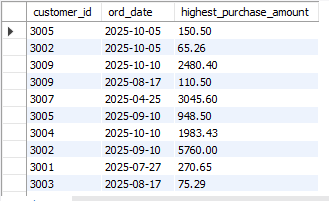 customer_id ord_date highest_purchase_amount
3005 2025-10-05 150.50
3002 2025-10-05 65.26
3009 2025-10-10 2480.40
3009 2025-08-17 110.50
3007 2025-04-25 3045.60
3005 2025-09-10 948.50
3004 2025-10-10 1983.43
3002 2025-09-10 5760.00
3001 2025-07-27 270.65
3003 2025-08-17 75.29